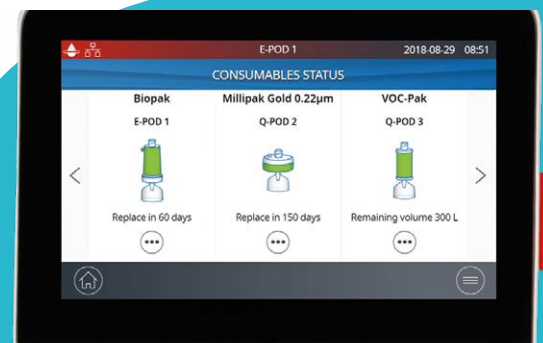 E-POD 1 2018-08-29 08:51
CONSUMABLES STATUS
Biopak Millipak Gold 0.22µm VOC-Pak
E-POD 1 Q-POD 2 Q-POD 3
Replace in 60 days Replace in 150 days Remaining volume 300 L